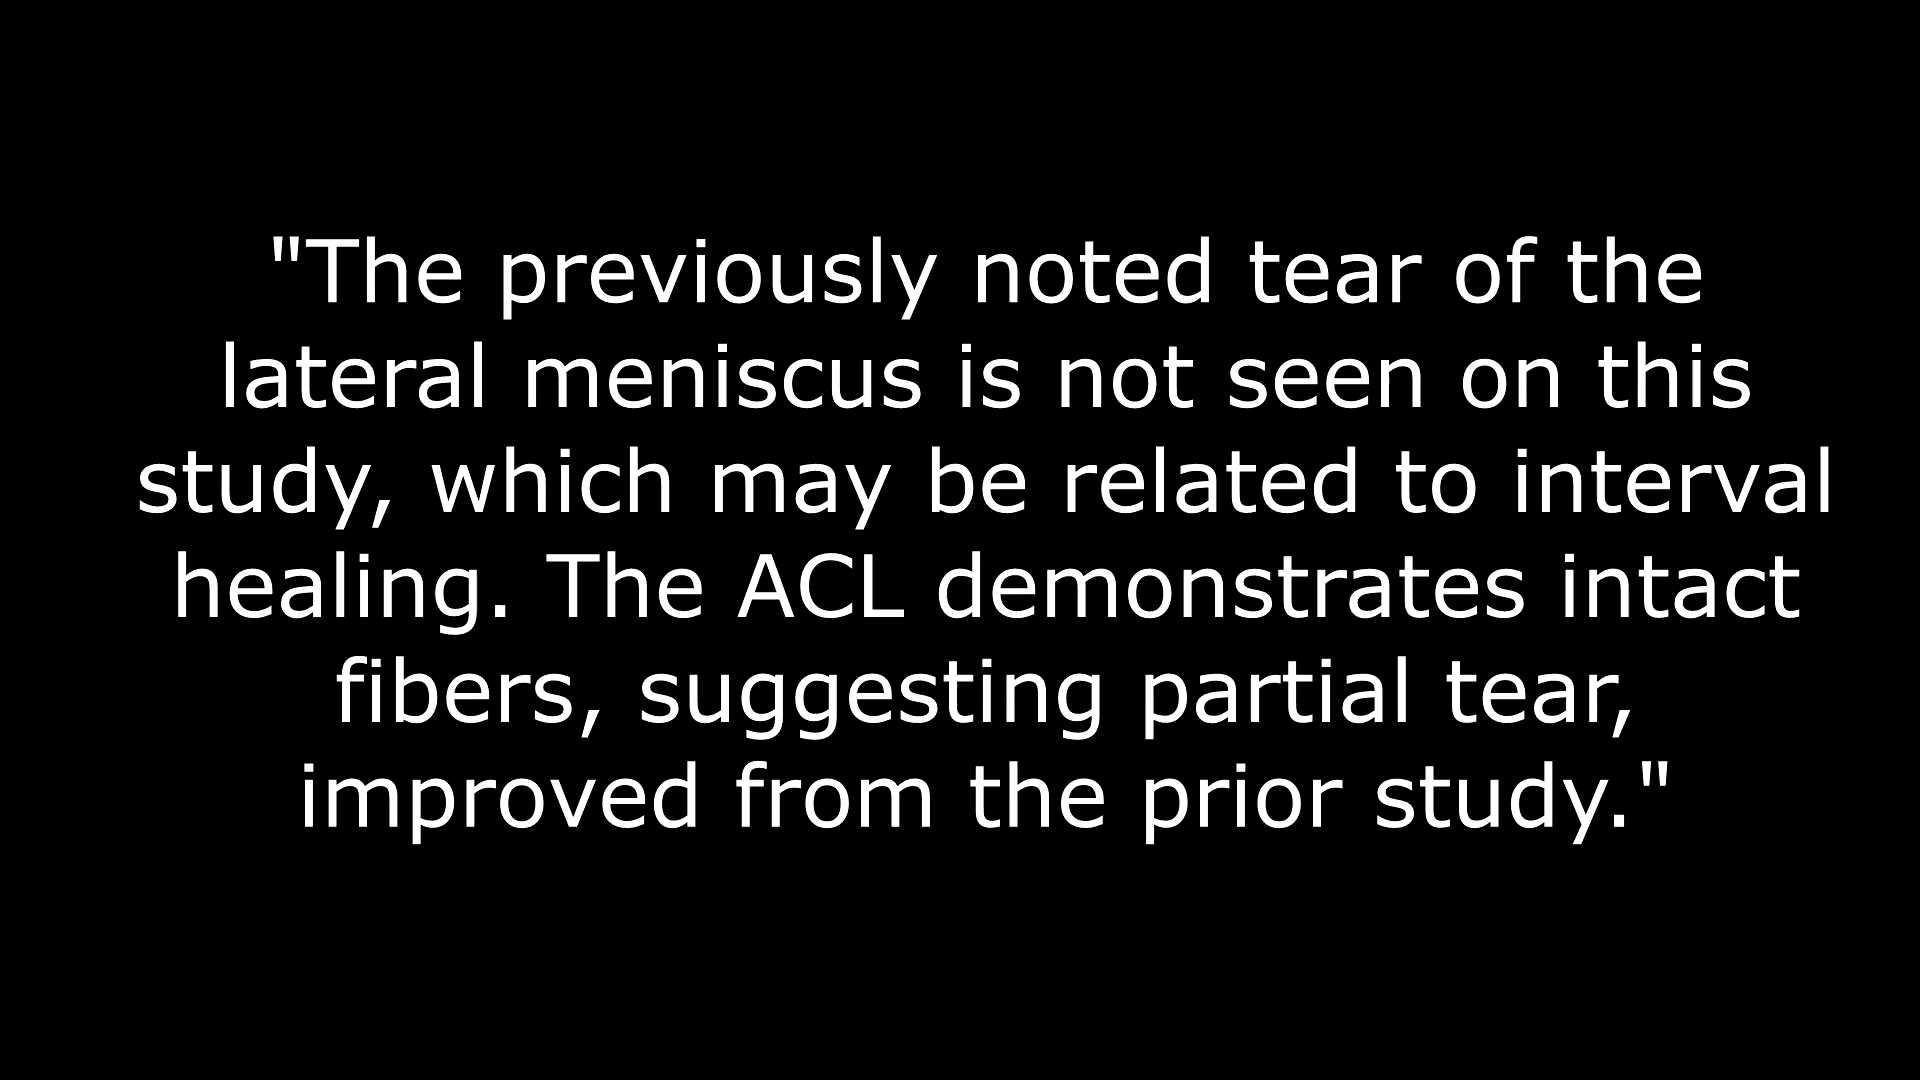 "The previously noted tear of the
lateral meniscus is not seen on this
study, which may be related to interval
healing. The ACL demonstrates intact
fibers, suggesting partial tear,
improved from the prior study."